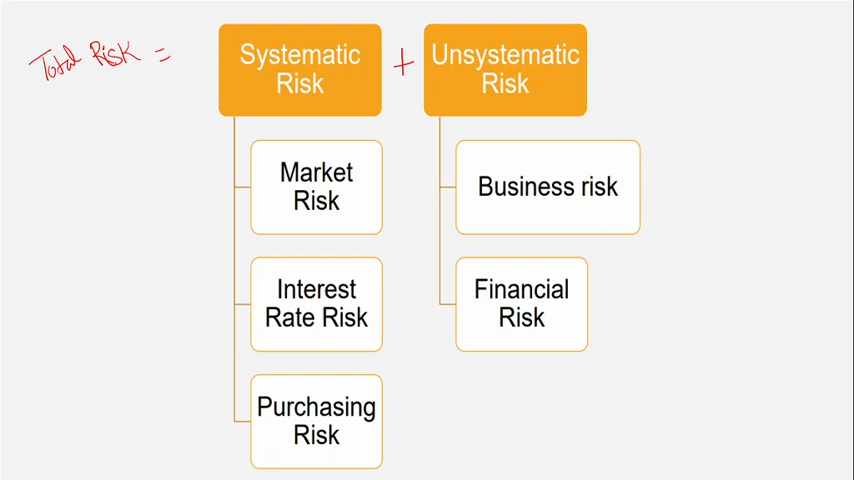 Total Risk =
Systematic
Risk
+
Unsystematic
Risk
Market
Risk
Interest
Rate Risk
Purchasing
Risk
Business risk
Financial
Risk